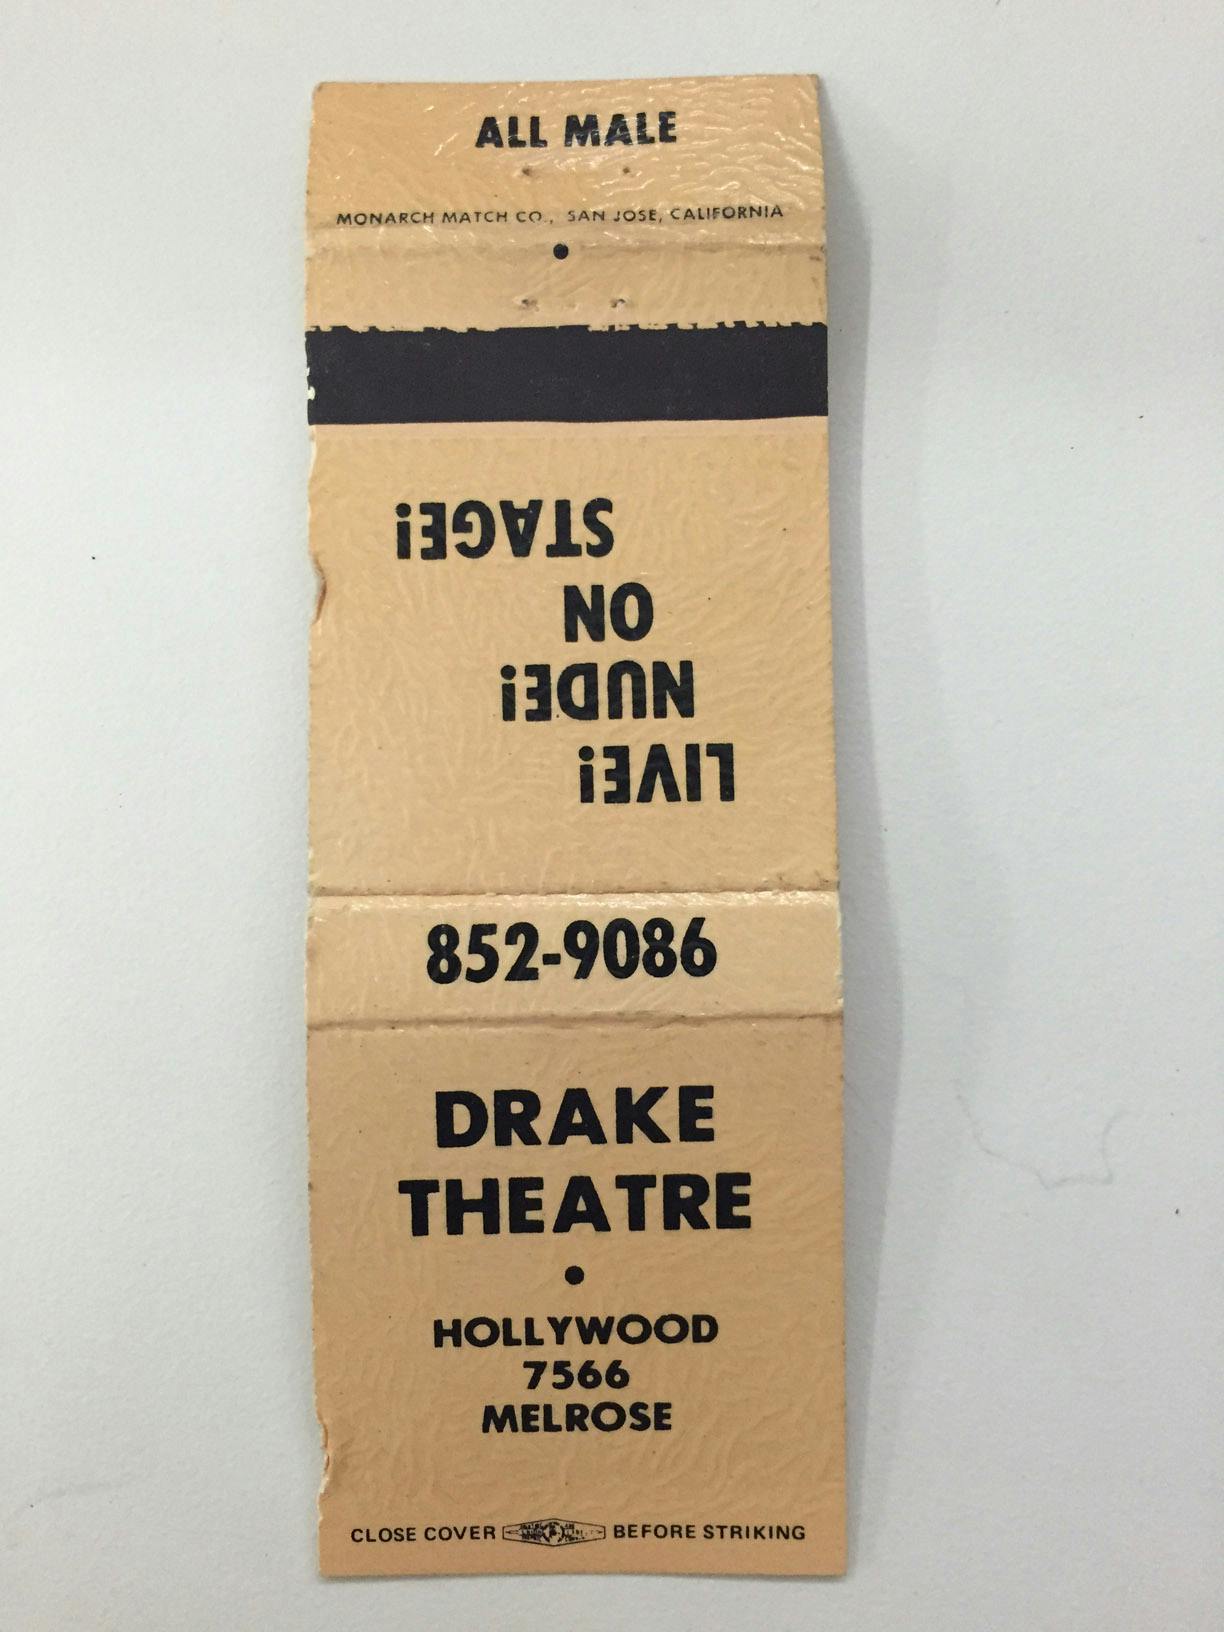 ALL MALE
MONARCH MATCH CO., SAN JOSE, CALIFORNIA
LIVE!
NUDE!
ON
STAGE!
852-9086
DRAKE
THEATRE
HOLLYWOOD
7566
MELROSE
CLOSE COVER BEFORE STRIKING